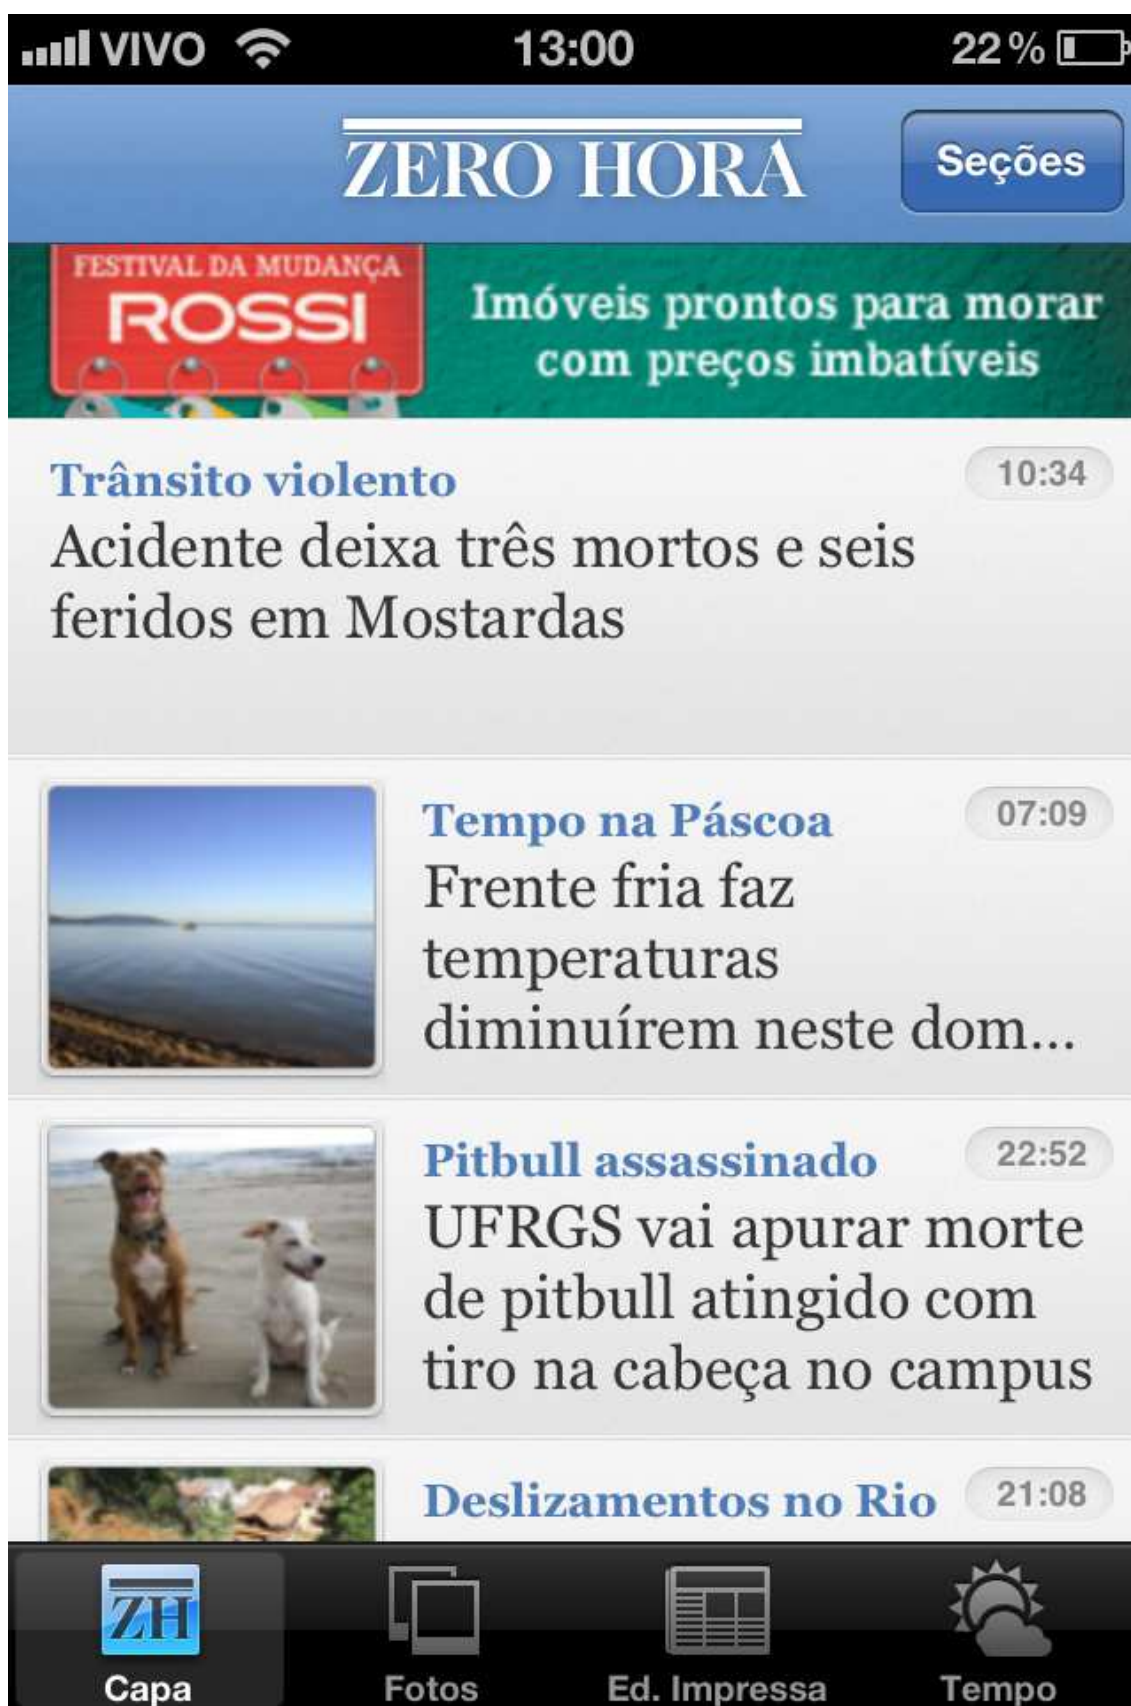 VIVO 13:00 22%
ZERO HORA
Seções
FESTIVAL DA MUDANÇA
ROSSI
Imóveis prontos para morar
com preços imbatíveis
Trânsito violento 10:34
Acidente deixa três mortos e seis
feridos em Mostardas
Tempo na Páscoa 07:09
Frente fria faz
temperaturas
diminuírem neste dom...
Pitbull assassinado 22:52
UFRGS vai apurar morte
de pitbull atingido com
tiro na cabeça no campus
Deslizamentos no Rio 21:08
ZH
Capa Fotos Ed. Impressa Tempo